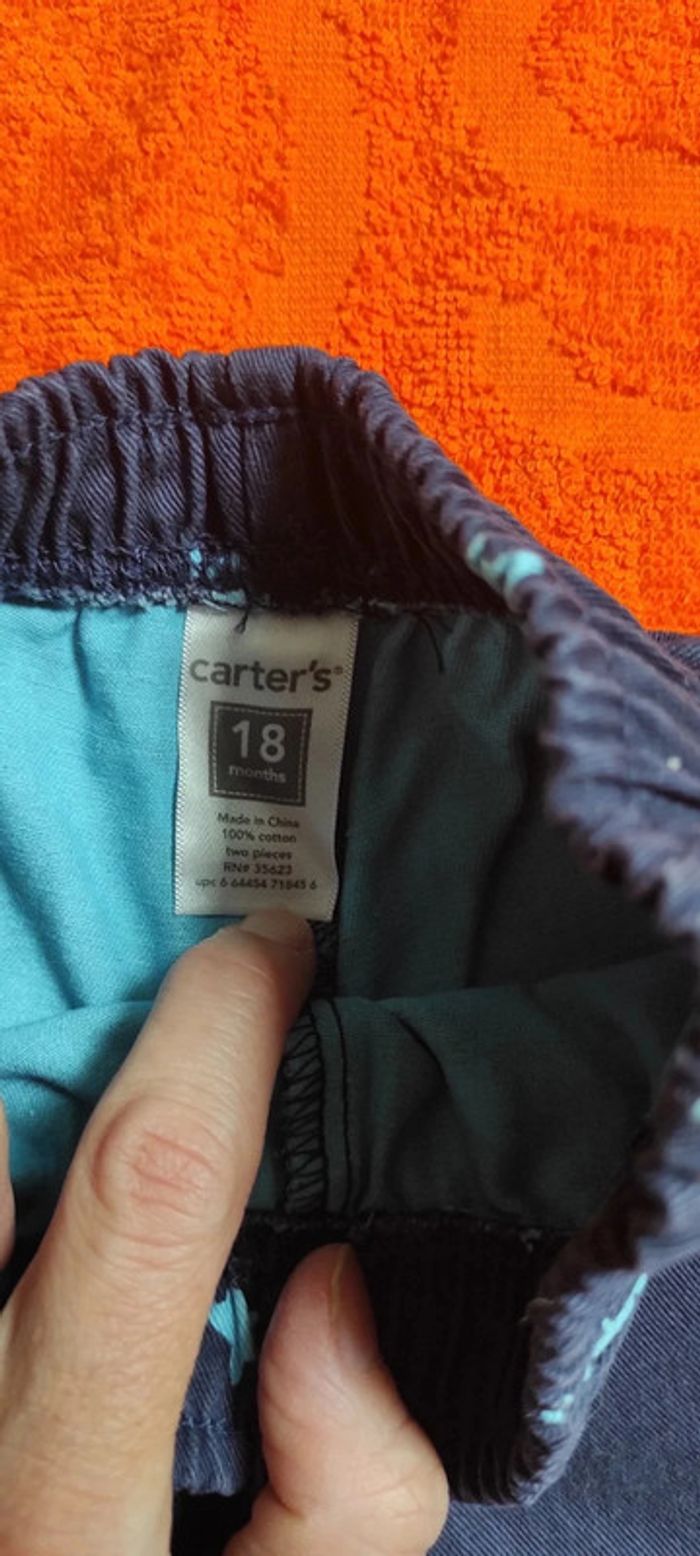 carter's®
18
months
Made in China
100% cotton
two pieces
RN# 35623
upc 6 64454 71845 6